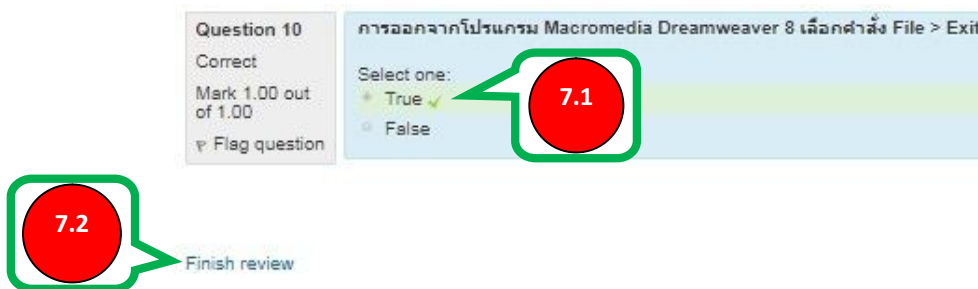 Question 10
Correct
Mark 1.00 out
of 1.00
Flag question
การออกจากโปรแกรม Macromedia Dreamweaver 8 เลือกคำสั่ง File > Exit
Select one:
True
False
7.1
7.2
Finish review